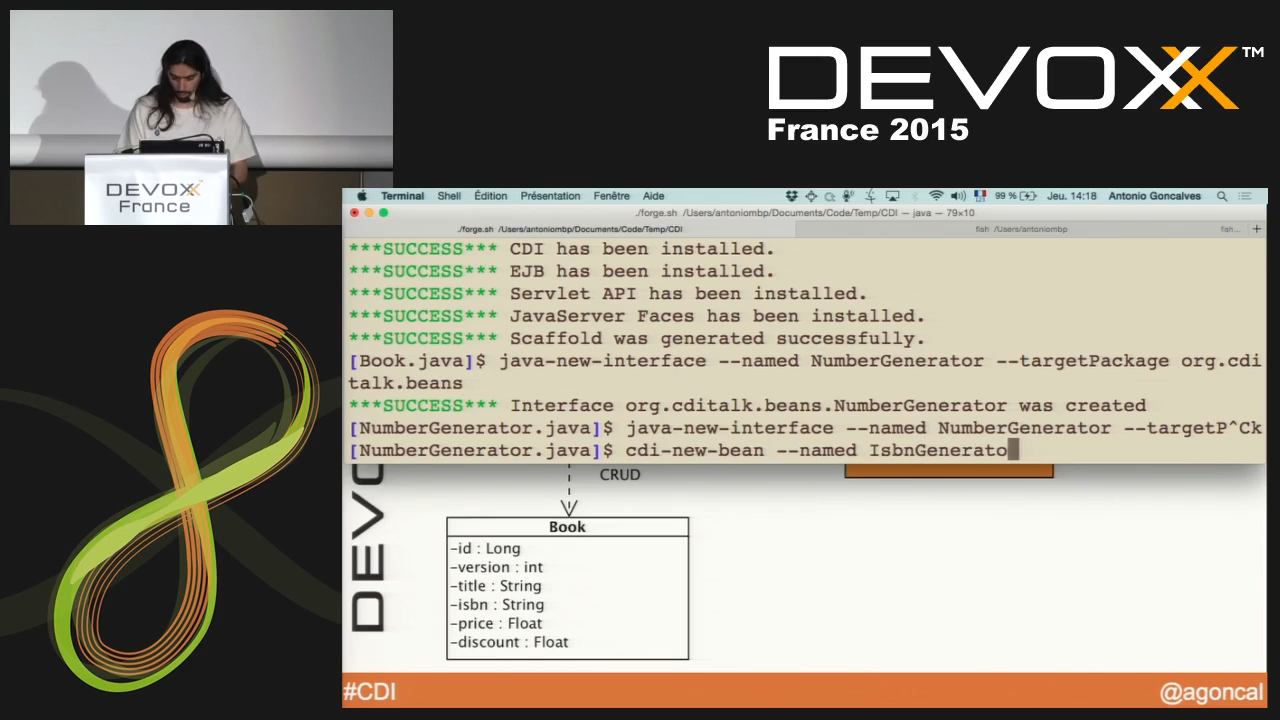 DEVOXX™
France 2015
DEVOXX
France
Terminal Shell Édition Présentation Fenêtre Aide 99 % Jeu. 14:18 Antonio Goncalves
./forge.sh /Users/antoniombp/Documents/Code/Temp/CDI — java — 79×10
./forge.sh /Users/antoniombp/Documents/Code/Temp/CDI fish /Users/antoniombp fish... +
***SUCCESS*** CDI has been installed.
***SUCCESS*** EJB has been installed.
***SUCCESS*** Servlet API has been installed.
***SUCCESS*** JavaServer Faces has been installed.
***SUCCESS*** Scaffold was generated successfully.
[Book.java]$ java-new-interface --named NumberGenerator --targetPackage org.cdi
talk.beans
***SUCCESS*** Interface org.cditalk.beans.NumberGenerator was created
[NumberGenerator.java]$ java-new-interface --named NumberGenerator --targetP^Ck
[NumberGenerator.java]$ cdi-new-bean --named IsbnGenerato
CRUD
DEVO
Book
-id : Long
-version : int
-title : String
-isbn : String
-price : Float
-discount : Float
#CDI @agoncal